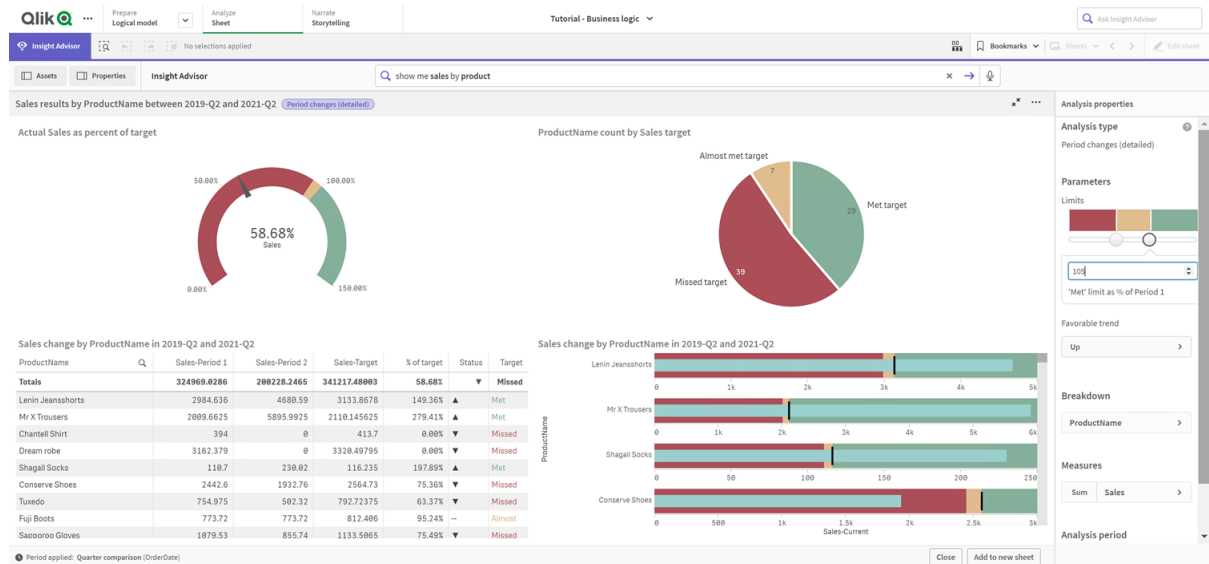 Qlik
Prepare
Logical model
Analyze
Sheet
Narrate
Storytelling
Tutorial - Business logic
Ask Insight Advisor
Insight Advisor
No selections applied
Bookmarks
Sheets
Edit sheet
Assets
Properties
Insight Advisor
show me sales by product
Sales results by ProductName between 2019-Q2 and 2021-Q2 Period changes (detailed)
Actual Sales as percent of target
50.00%
100.00%
58.68%
Sales
0.00%
150.00%
ProductName count by Sales target
Almost met target
7
29
Met target
39
Missed target
Sales change by ProductName in 2019-Q2 and 2021-Q2
ProductName Sales-Period 1 Sales-Period 2 Sales-Target % of target Status Target
Totals 324969.0286 200228.2465 341217.48003 58.68% ▼ Missed
Lenin Jeansshorts 2984.636 4680.59 3133.8678 149.36% ▲ Met
Mr X Trousers 2009.6625 5895.9925 2110.145625 279.41% ▲ Met
Chantell Shirt 394 0 413.7 0.00% ▼ Missed
Dream robe 3162.379 0 3320.49795 0.00% ▼ Missed
Shagall Socks 110.7 230.02 116.235 197.89% ▲ Met
Conserve Shoes 2442.6 1932.76 2564.73 75.36% ▼ Missed
Tuxedo 754.975 502.32 792.72375 63.37% ▼ Missed
Fuji Boots 773.72 773.72 812.406 95.24% -- Almost
Sapporoo Gloves 1079.53 855.74 1133.5065 75.49% ▼ Missed
Sales change by ProductName in 2019-Q2 and 2021-Q2
ProductName
Lenin Jeansshorts
0 1k 2k 3k 4k 5k
Mr X Trousers
0 1k 2k 3k 4k 5k 6k
Shagall Socks
0 50 100 150 200 250
Conserve Shoes
0 500 1k 1.5k 2k 2.5k 3k
Sales-Current
Analysis properties
Analysis type
Period changes (detailed)
Parameters
Limits
105
'Met' limit as % of Period 1
Favorable trend
Up
Breakdown
ProductName
Measures
Sum Sales
Analysis period
Period applied: Quarter comparison (OrderDate)
Close
Add to new sheet